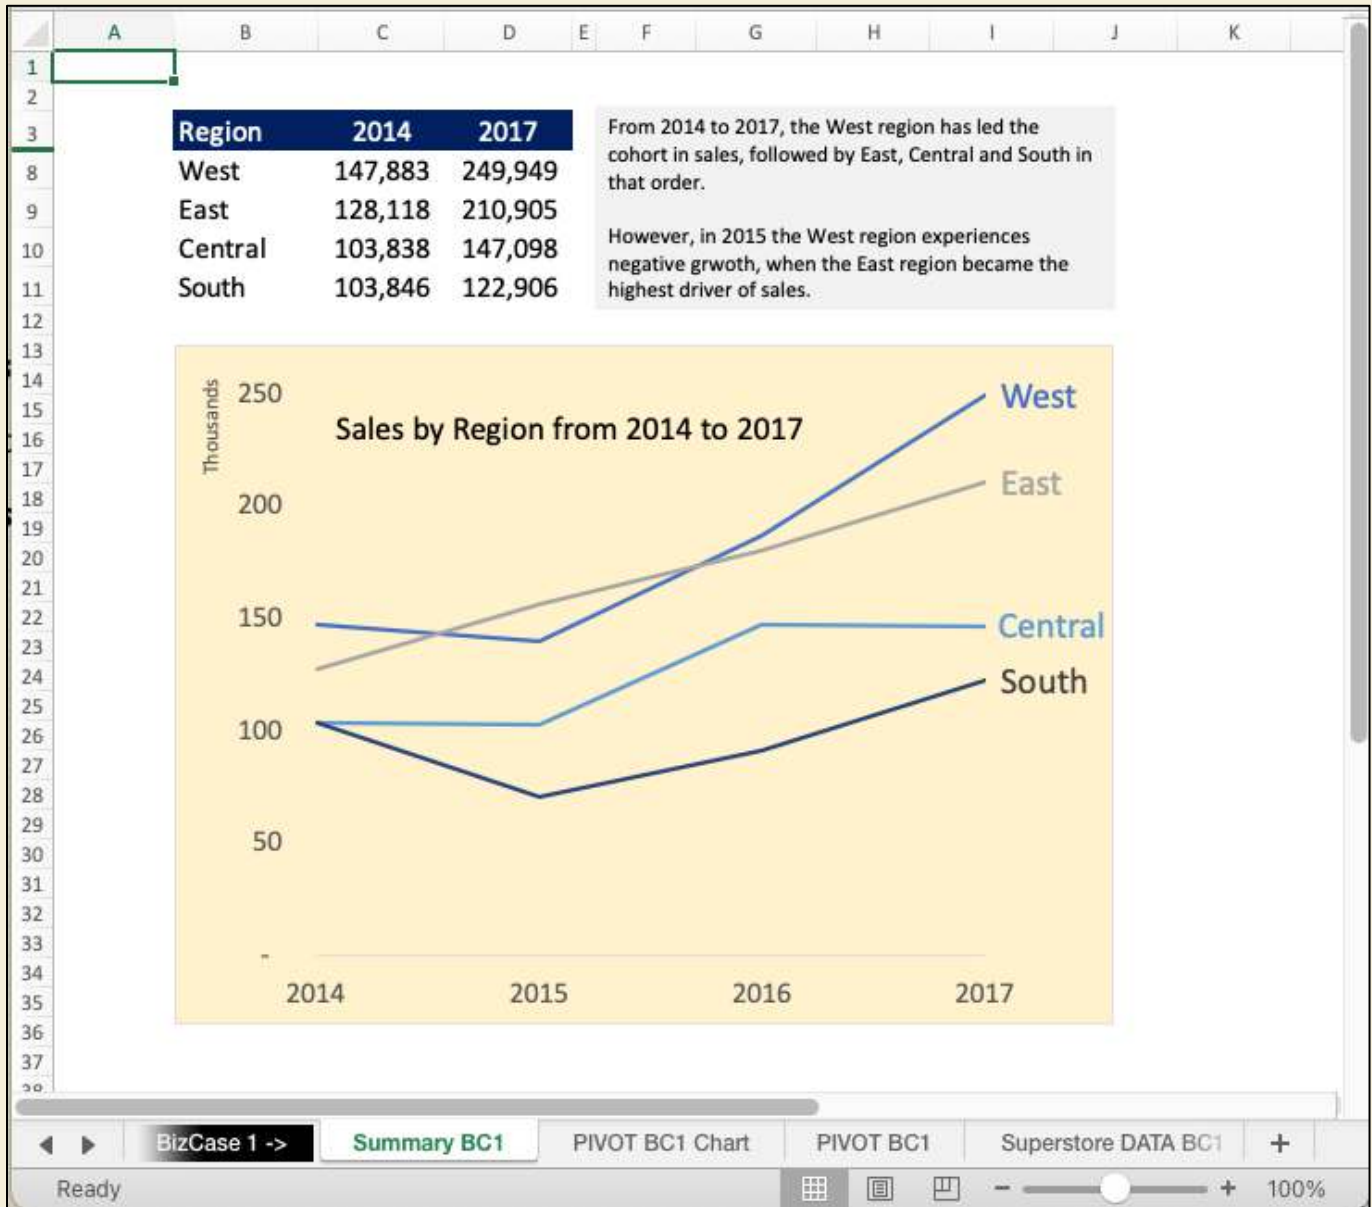 A B C D E F G H I J K
1
2
3 Region 2014 2017
8 West 147,883 249,949
9 East 128,118 210,905
10 Central 103,838 147,098
11 South 103,846 122,906
From 2014 to 2017, the West region has led the
cohort in sales, followed by East, Central and South in
that order.
However, in 2015 the West region experiences
negative grwoth, when the East region became the
highest driver of sales.
12
13
14
15
16
17
18
19
20
21
22
23
24
25
26
27
28
29
30
31
32
33
34
35
36
37
38
Thousands
Sales by Region from 2014 to 2017
250
200
150
100
50
-
West
East
Central
South
2014 2015 2016 2017
BizCase 1 -> Summary BC1 PIVOT BC1 Chart PIVOT BC1 Superstore DATA BC1 +
Ready - + 100%